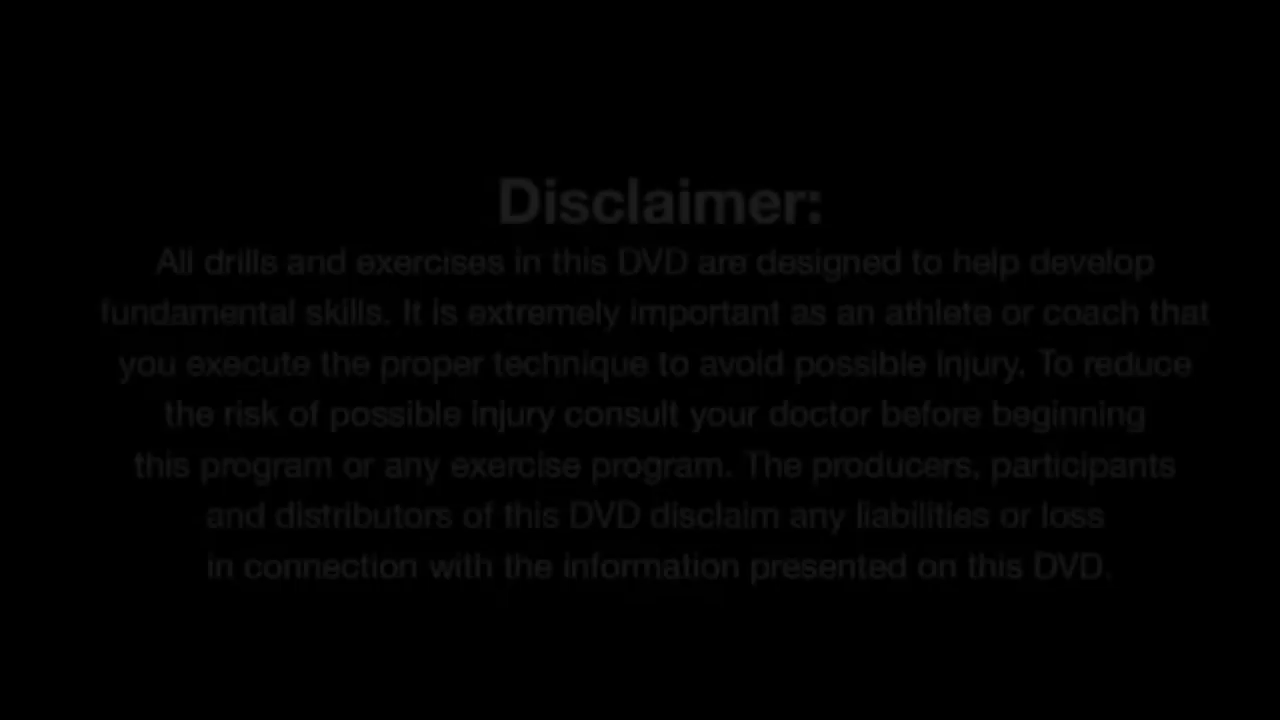 Disclaimer:
All drills and exercises in this DVD are designed to help develop
fundamental skills. It is extremely important as an athlete or coach that
you execute the proper technique to avoid possible injury. To reduce
the risk of possible injury consult your doctor before beginning
this program or any exercise program. The producers, participants
and distributors of this DVD disclaim any liabilities or loss
in connection with the information presented on this DVD.